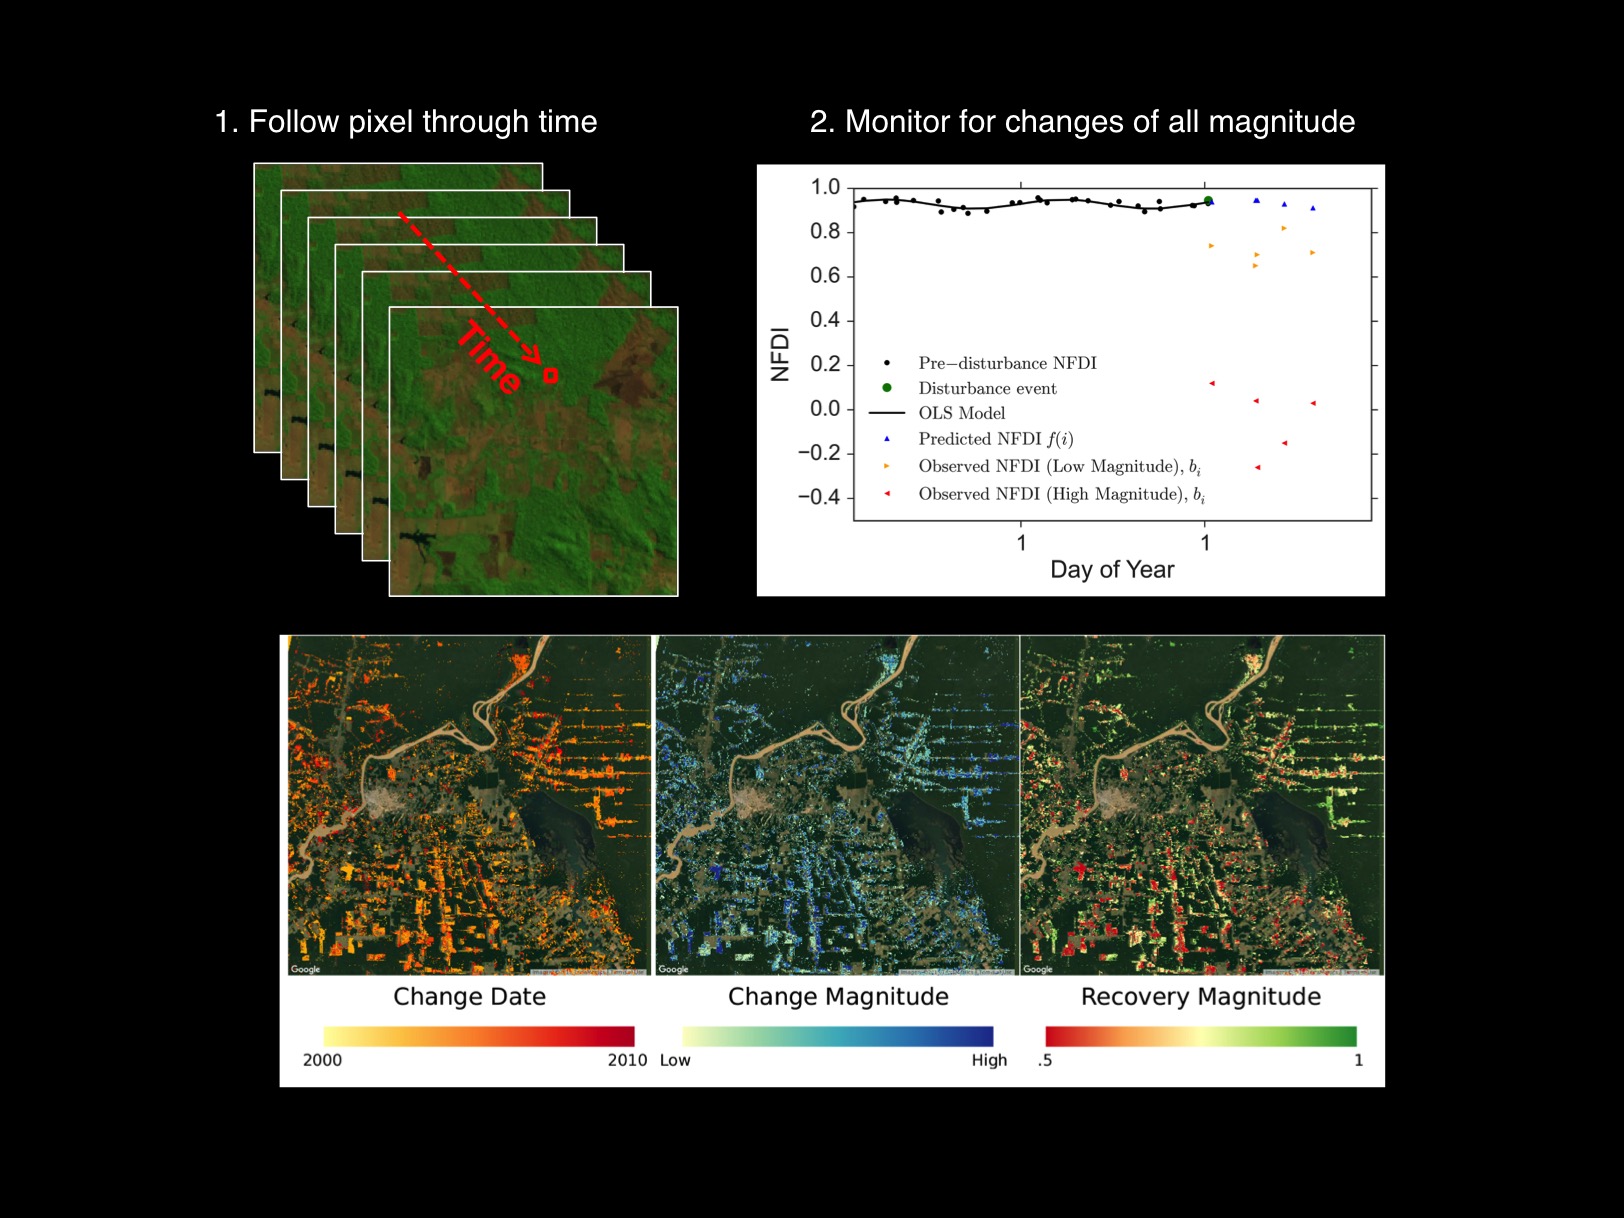 1. Follow pixel through time
2. Monitor for changes of all magnitude
Time
NFDI
1.0
0.8
0.6
0.4
0.2
0.0
−0.2
−0.4
Pre−disturbance NFDI
Disturbance event
OLS Model
Predicted NFDI f(i)
Observed NFDI (Low Magnitude), bᵢ
Observed NFDI (High Magnitude), bᵢ
1 1
Day of Year
Google Google Google
Change Date Change Magnitude Recovery Magnitude
2000 2010 Low High .5 1